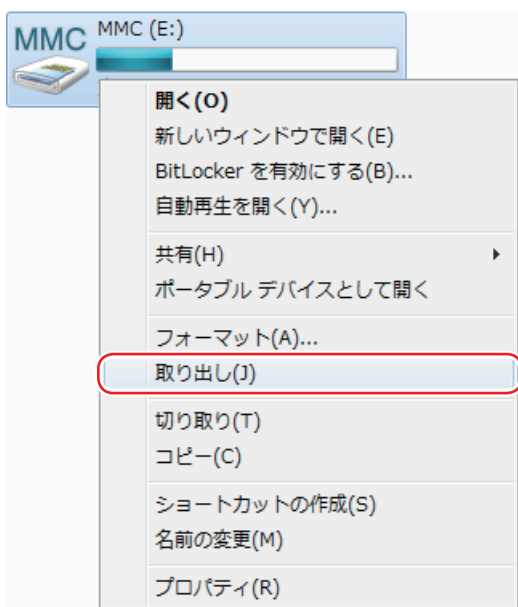 MMC
MMC (E:)
開く(O)
新しいウィンドウで開く(E)
BitLocker を有効にする(B)...
自動再生を開く(Y)...
共有(H)
ポータブル デバイスとして開く
フォーマット(A)...
取り出し(J)
切り取り(T)
コピー(C)
ショートカットの作成(S)
名前の変更(M)
プロパティ(R)